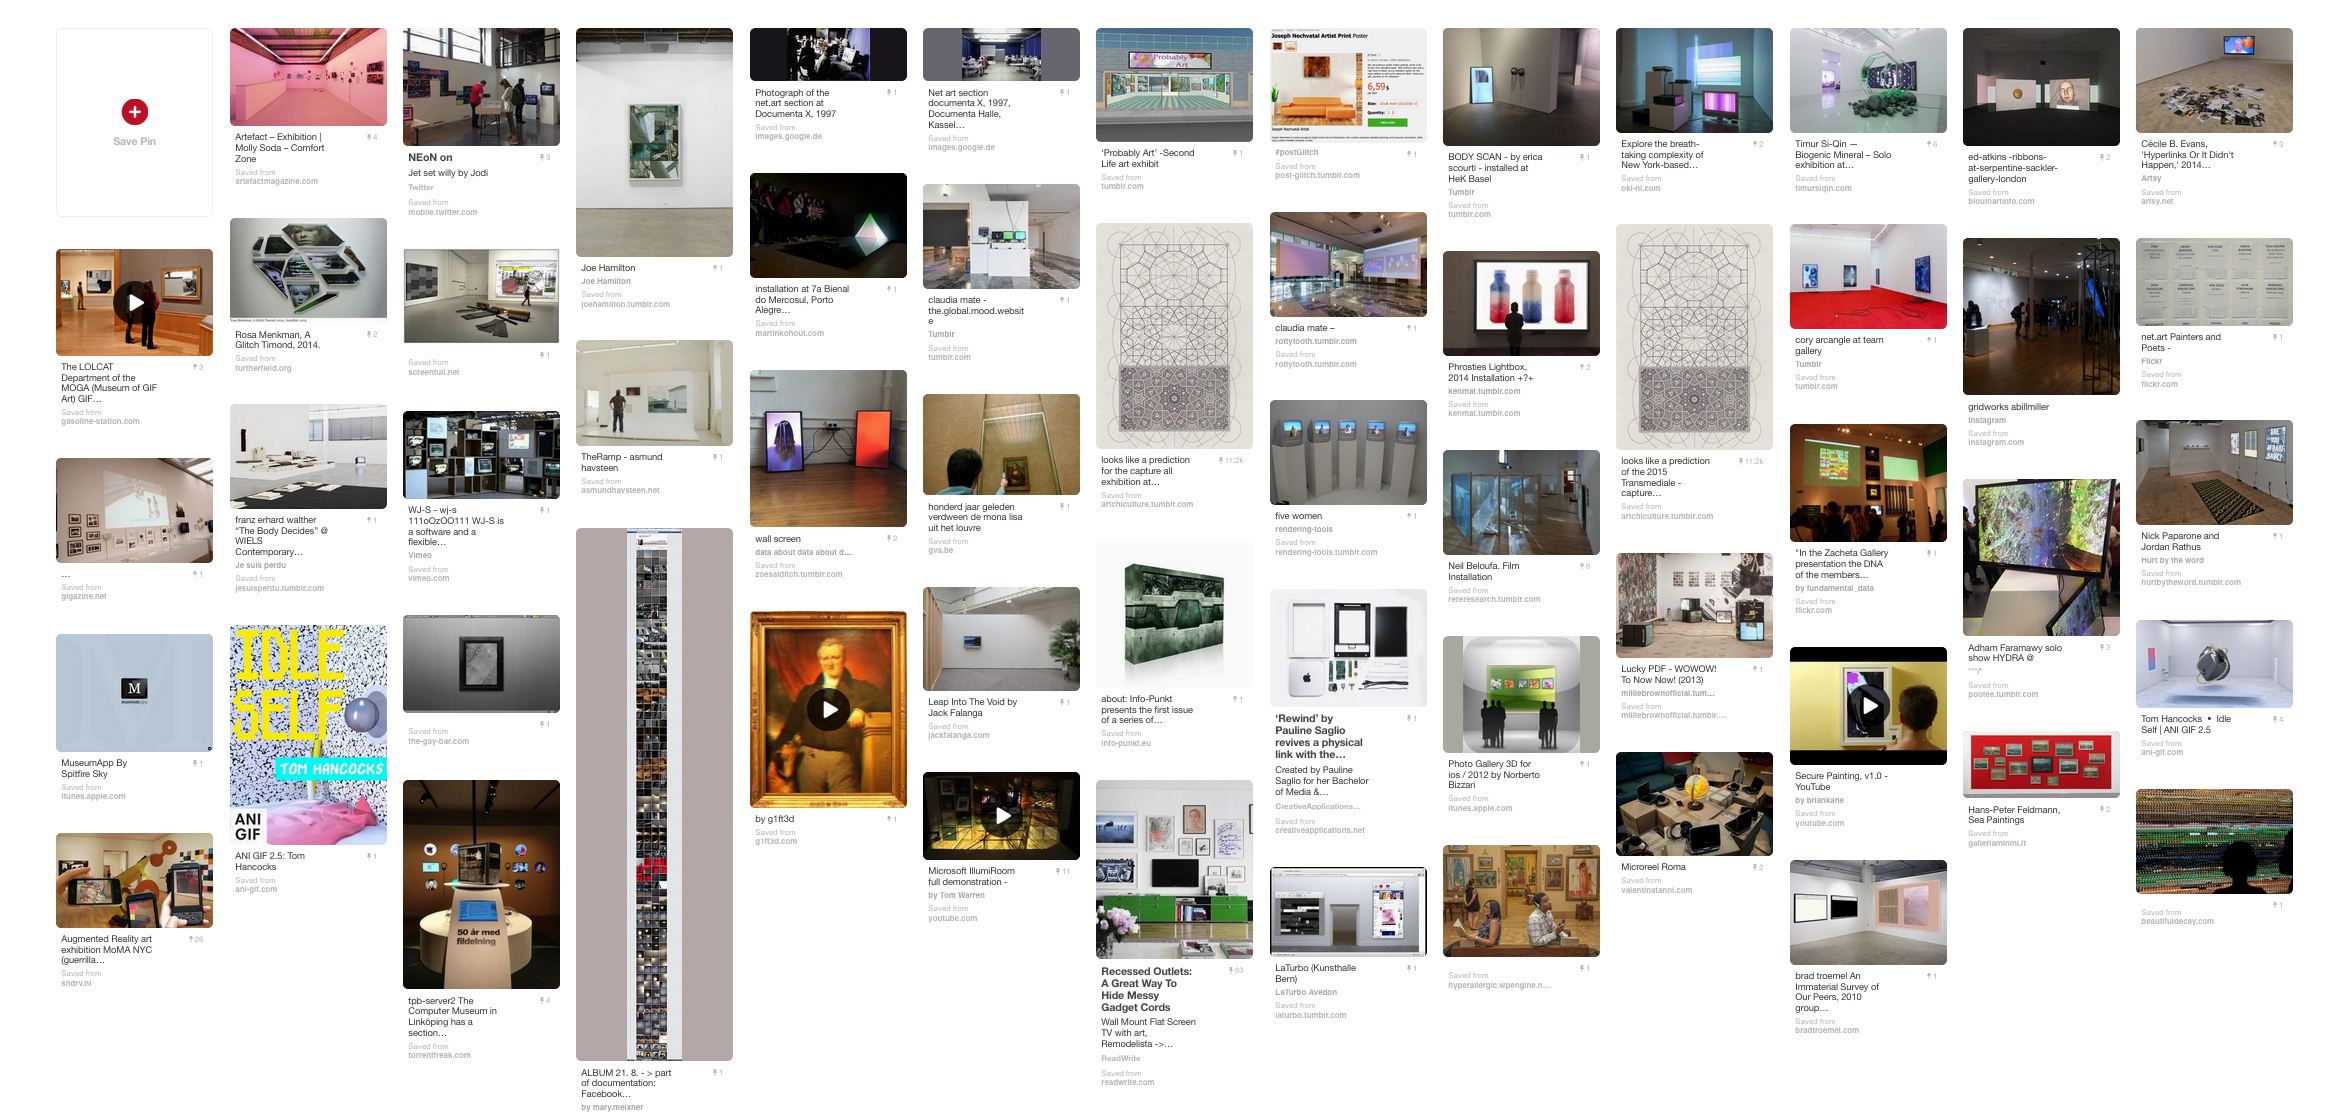 Save Pin
The LOLCAT
Department of the
MOGA (Museum of GIF
Art) GIF...
2
Saved from
gasoline-station.com
...
1
Saved from
gigazine.net
M
museumapp
MuseumApp By
Spitfire Sky
1
Saved from
itunes.apple.com
Augmented Reality art
exhibition MoMA NYC
(guerrilla...
26
Saved from
sndrv.nl
Artefact – Exhibition |
Molly Soda – Comfort
Zone
4
Saved from
artefactmagazine.com
Rosa Menkman, A
Glitch Timond, 2014.
2
Saved from
furtherfield.org
franz erhard walther
"The Body Decides" @
WIELS
Contemporary...
1
Je suis perdu
Saved from
jesuisperdu.tumblr.com
IDLE
SELF
TOM HANCOCKS
ANI
GIF
ANI GIF 2.5: Tom
Hancocks
1
Saved from
ani-gif.com
NEoN on
3
Jet set willy by Jodi
Twitter
Saved from
mobile.twitter.com
1
Saved from
screenfull.net
WJ-S - wj-s
111oOzOO111 WJ-S is
a software and a
flexible...
1
Vimeo
Saved from
vimeo.com
1
Saved from
the-gay-bar.com
50 år med
fildelning
tpb-server2 The
Computer Museum in
Linköping has a
section...
4
Saved from
torrentfreak.com
Joe Hamilton
1
Joe Hamilton
Saved from
joehamilton.tumblr.com
TheRamp - asmund
havsteen
1
Saved from
asmundhavsteen.net
ALBUM 21. 8. - > part
of documentation:
Facebook...
1
by mary.meixner
Photograph of the
net.art section at
Documenta X, 1997
1
Saved from
images.google.de
installation at 7a Bienal
do Mercosul, Porto
Alegre...
1
Saved from
martinkohout.com
wall screen
2
data about data about d...
Saved from
zoesalditch.tumblr.com
by g1ft3d
1
Saved from
g1ft3d.com
Net art section
documenta X, 1997,
Documenta Halle,
Kassel...
1
Saved from
images.google.de
claudia mate -
the.global.mood.websit
e
1
Tumblr
Saved from
tumblr.com
honderd jaar geleden
verdween de mona lisa
uit het louvre
1
Saved from
gva.be
Leap Into The Void by
Jack Falanga
1
Saved from
jackfalanga.com
Microsoft IllumiRoom
full demonstration -
11
by Tom Warren
Saved from
youtube.com
Probably
Art
'Probably Art' -Second
Life art exhibit
1
Saved from
tumblr.com
looks like a prediction
for the capture all
exhibition at...
11.2k
Saved from
artchiculture.tumblr.com
about: Info-Punkt
presents the first issue
of a series of...
1
Saved from
info-punkt.eu
Recessed Outlets:
A Great Way To
Hide Messy
Gadget Cords
93
Wall Mount Flat Screen
TV with art,
Remodelista ->...
ReadWrite
Saved from
readwrite.com
Joseph Nechvatal Artist Print Poster
6,59$
Quantity:
Joseph Nechvatal Artist
#postGlitch
1
Saved from
post-glitch.tumblr.com
claudia mate –
1
rottytooth.tumblr.com
Saved from
rottytooth.tumblr.com
five women
1
rendering-tools
Saved from
rendering-tools.tumblr.com
'Rewind' by
Pauline Saglio
revives a physical
link with the...
1
Created by Pauline
Saglio for her Bachelor
of Media &...
CreativeApplications...
Saved from
creativeapplications.net
LaTurbo (Kunsthalle
Bern)
1
LaTurbo Avedon
Saved from
laturbo.tumblr.com
BODY SCAN - by erica
scourti - installed at
HeK Basel
1
Tumblr
Saved from
tumblr.com
Phrosties Lightbox,
2014 Installation +?+
2
kenmat.tumblr.com
Saved from
kenmat.tumblr.com
Neil Beloufa. Film
Installation
6
Saved from
rereresearch.tumblr.com
Photo Gallery 3D for
ios / 2012 by Norberto
Bizzari
1
Saved from
itunes.apple.com
1
Saved from
hyperallergic.wpengine.n...
Explore the breath-
taking complexity of
New York-based...
2
Saved from
oki-ni.com
looks like a prediction
of the 2015
Transmediale -
capture...
11.2k
Saved from
artchiculture.tumblr.com
Lucky PDF - WOWOW!
To Now Now! (2013)
1
milliebrownofficial.tum...
Saved from
milliebrownofficial.tumblr....
Microreel Roma
2
Saved from
valentinatanni.com
Timur Si-Qin —
Biogenic Mineral – Solo
exhibition at...
6
Saved from
timursiqin.com
cory arcangle at team
gallery
1
Tumblr
Saved from
tumblr.com
"In the Zacheta Gallery
presentation the DNA
of the members...
1
by fundamental_data
Saved from
flickr.com
Secure Painting, v1.0 -
YouTube
1
by briankane
Saved from
youtube.com
brad troemel An
Immaterial Survey of
Our Peers, 2010
group...
1
Saved from
bradtroemel.com
ed-atkins -ribbons-
at-serpentine-sackler-
gallery-london
2
Saved from
blouinartinfo.com
gridworks abillmiller
Instagram
Saved from
instagram.com
Adham Faramawy solo
show HYDRA @
3
Saved from
pootee.tumblr.com
Hans-Peter Feldmann,
Sea Paintings
2
Saved from
galleriaminini.it
Cécile B. Evans,
'Hyperlinks Or It Didn't
Happen,' 2014...
3
Artsy
Saved from
artsy.net
net.art Painters and
Poets -
1
Flickr
Saved from
flickr.com
ARE
YOU
AFRAID
Nick Paparone and
Jordan Rathus
1
Hurt by the word
Saved from
hurtbytheword.tumblr.com
Tom Hancocks • Idle
Self | ANI GIF 2.5
4
Saved from
ani-gif.com
1
Saved from
beautifuldecay.com